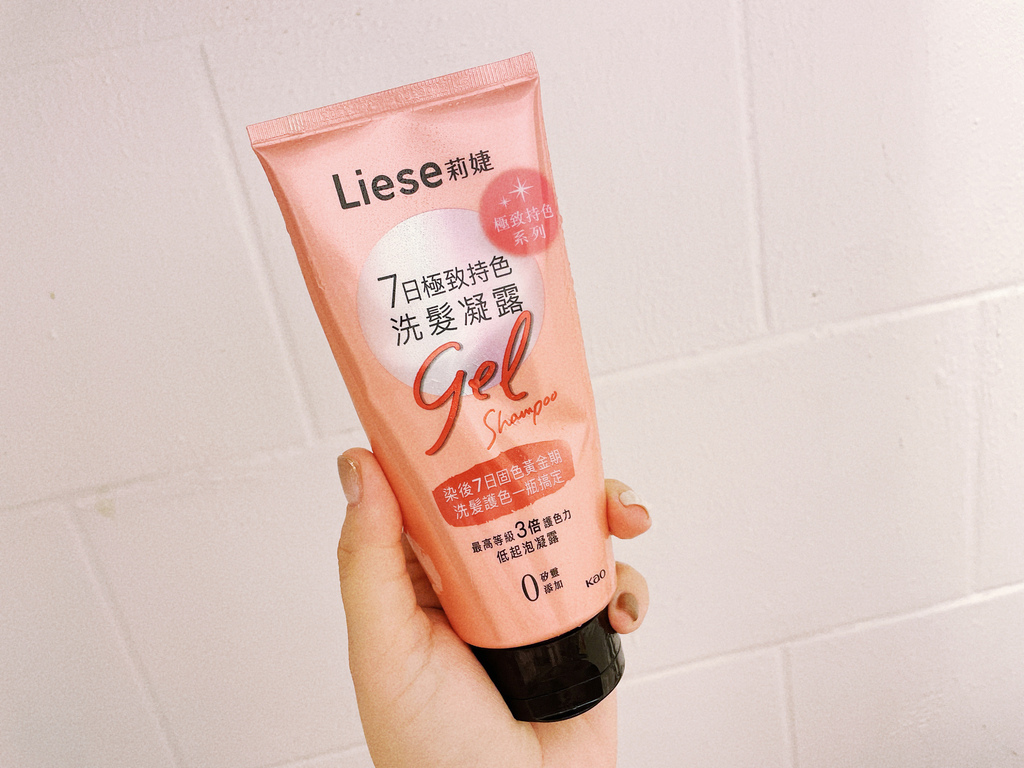 Liese莉婕
極致持色
系列
7日極致持色
洗髮凝露
Gel
Shampoo
染後7日固色黃金期
洗髮護色一瓶搞定
最高等級3倍護色力
低起泡凝露
0矽靈
添加
Kao